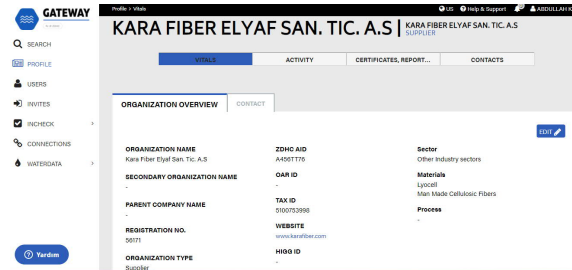 GATEWAY
Profile > Vitals
US
Help & Support
ABDULLAH K
KARA FIBER ELYAF SAN. TIC. A.S
KARA FIBER ELYAF SAN. TIC. A.S
SUPPLIER
SEARCH
PROFILE
USERS
INVITES
INCHECK >
CONNECTIONS
WATERDATA >
Yardım
VITALS
ACTIVITY
CERTIFICATES, REPORT...
CONTACTS
ORGANIZATION OVERVIEW
CONTACT
EDIT
ORGANIZATION NAME
Kara Fiber Elyaf San. Tic. A.S
SECONDARY ORGANIZATION NAME
-
PARENT COMPANY NAME
-
REGISTRATION NO.
56171
ORGANIZATION TYPE
Supplier
ZDHC AID
A456TT76
OAR ID
-
TAX ID
5100753998
WEBSITE
www.karafiber.com
HIGG ID
-
Sector
Other Industry sectors
Materials
Lyocell
Man Made Cellulosic Fibers
Process
-